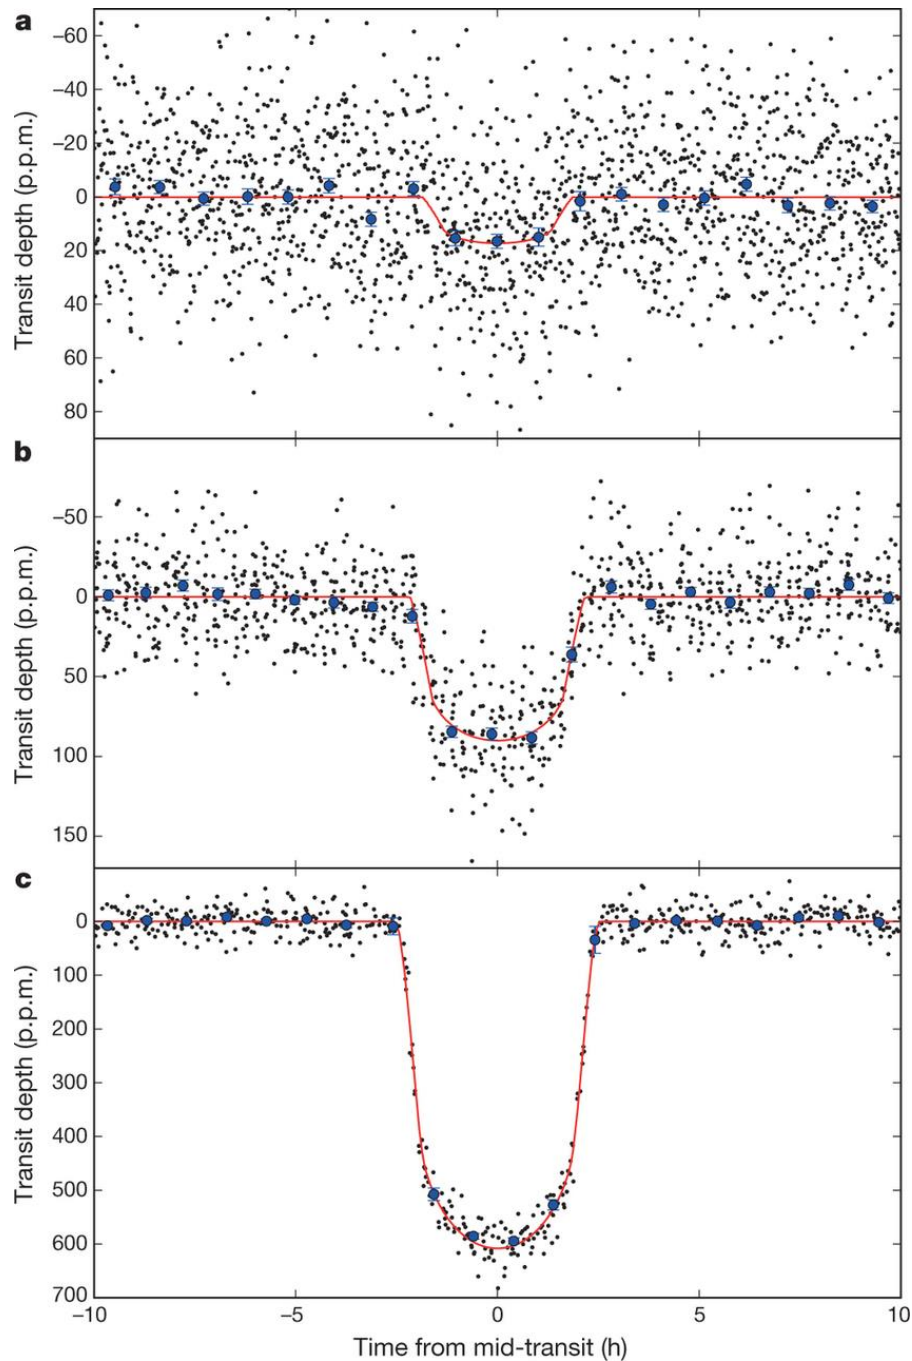 a
–60
–40
–20
0
20
40
60
80
Transit depth (p.p.m.)
b
–50
0
50
100
150
Transit depth (p.p.m.)
c
0
100
200
300
400
500
600
700
Transit depth (p.p.m.)
–10 –5 0 5 10
Time from mid-transit (h)